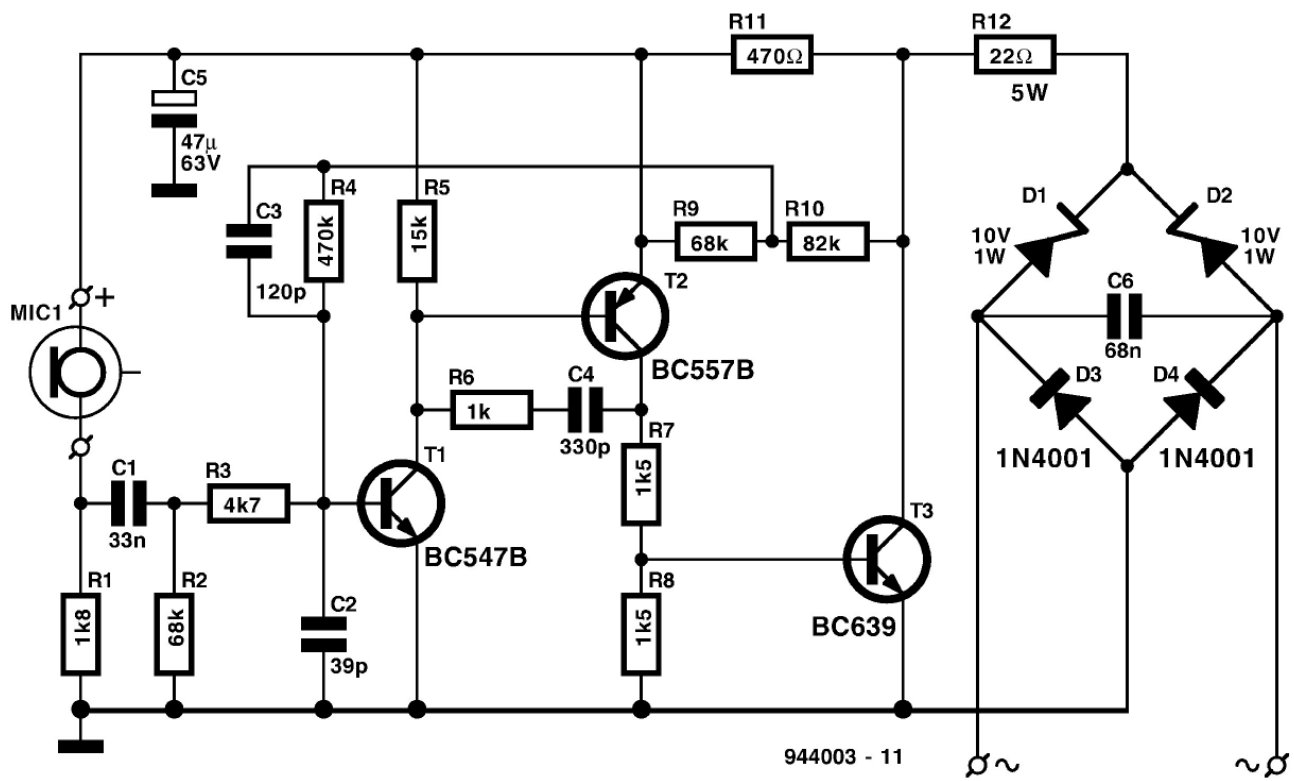 R11
470Ω
R12
22Ω
5W
C5
47µ
63V
C3
120p
R4
470k
R5
15k
R9
68k
R10
82k
D1
10V
1W
D2
10V
1W
MIC1
+
−
T2
BC557B
C6
68n
R6
1k
C4
330p
D3
1N4001
D4
1N4001
C1
33n
R3
4k7
T1
BC547B
R7
1k5
R1
1k8
R2
68k
C2
39p
R8
1k5
T3
BC639
944003 - 11
~
~